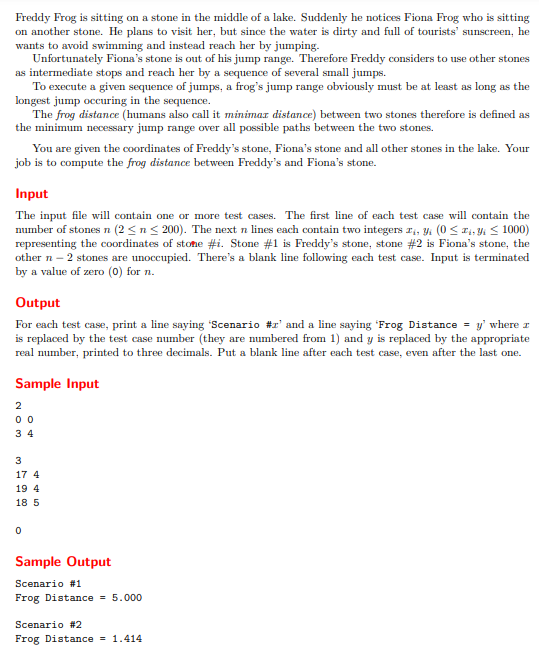 Freddy Frog is sitting on a stone in the middle of a lake. Suddenly he notices Fiona Frog who is sitting
on another stone. He plans to visit her, but since the water is dirty and full of tourists' sunscreen, he
wants to avoid swimming and instead reach her by jumping.
Unfortunately Fiona's stone is out of his jump range. Therefore Freddy considers to use other stones
as intermediate stops and reach her by a sequence of several small jumps.
To execute a given sequence of jumps, a frog's jump range obviously must be at least as long as the
longest jump occuring in the sequence.
The frog distance (humans also call it minimax distance) between two stones therefore is defined as
the minimum necessary jump range over all possible paths between the two stones.
You are given the coordinates of Freddy's stone, Fiona's stone and all other stones in the lake. Your
job is to compute the frog distance between Freddy's and Fiona's stone.
Input
The input file will contain one or more test cases. The first line of each test case will contain the
number of stones n (2 ≤ n ≤ 200). The next n lines each contain two integers xᵢ, yᵢ (0 ≤ xᵢ, yᵢ ≤ 1000)
representing the coordinates of stone #i. Stone #1 is Freddy's stone, stone #2 is Fiona's stone, the
other n − 2 stones are unoccupied. There's a blank line following each test case. Input is terminated
by a value of zero (0) for n.
Output
For each test case, print a line saying 'Scenario #x' and a line saying 'Frog Distance = y' where x
is replaced by the test case number (they are numbered from 1) and y is replaced by the appropriate
real number, printed to three decimals. Put a blank line after each test case, even after the last one.
Sample Input
2
0 0
3 4
3
17 4
19 4
18 5
0
Sample Output
Scenario #1
Frog Distance = 5.000
Scenario #2
Frog Distance = 1.414